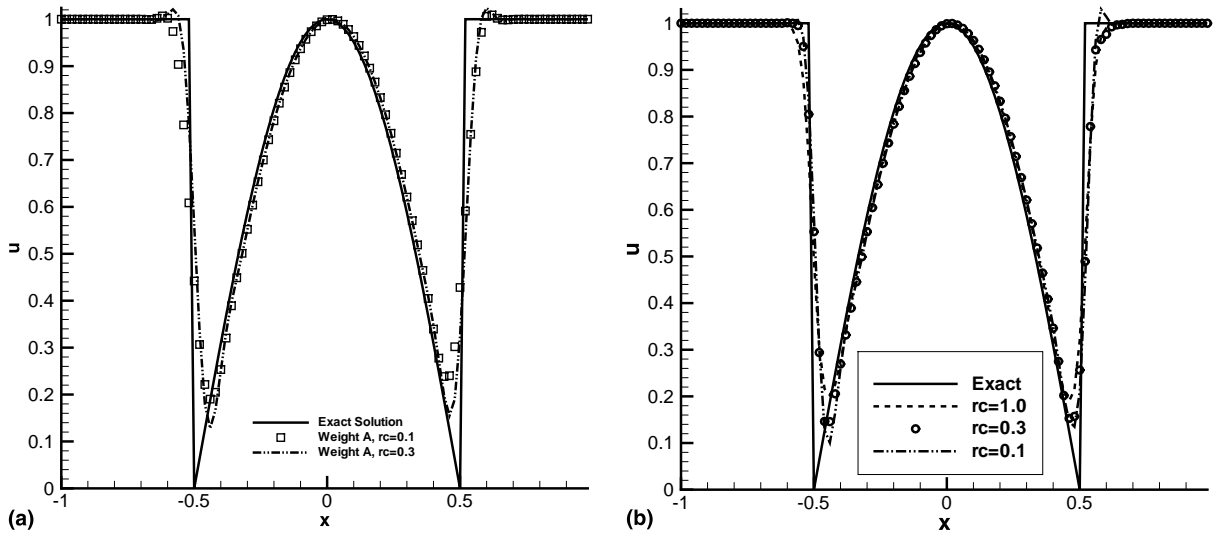 1
0.9
0.8
0.7
0.6
0.5
0.4
0.3
0.2
0.1
0
u
-1
-0.5
0
0.5
x
Exact Solution
Weight A, rc=0.1
Weight A, rc=0.3
(a)
1
0.9
0.8
0.7
0.6
0.5
0.4
0.3
0.2
0.1
0
u
-1
-0.5
0
0.5
x
Exact
rc=1.0
rc=0.3
rc=0.1
(b)